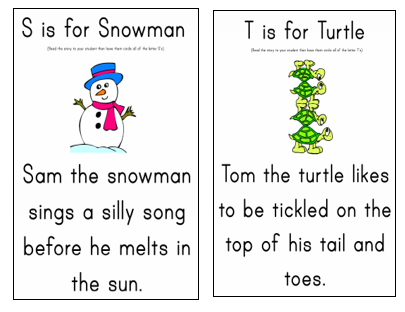 S is for Snowman
(Read the story to your student then have them circle all of the letter S's)
Sam the snowman
sings a silly song
before he melts in
the sun.
T is for Turtle
(Read the story to your student then have them circle all of the letter T's)
Tom the turtle likes
to be tickled on the
top of his tail and
toes.